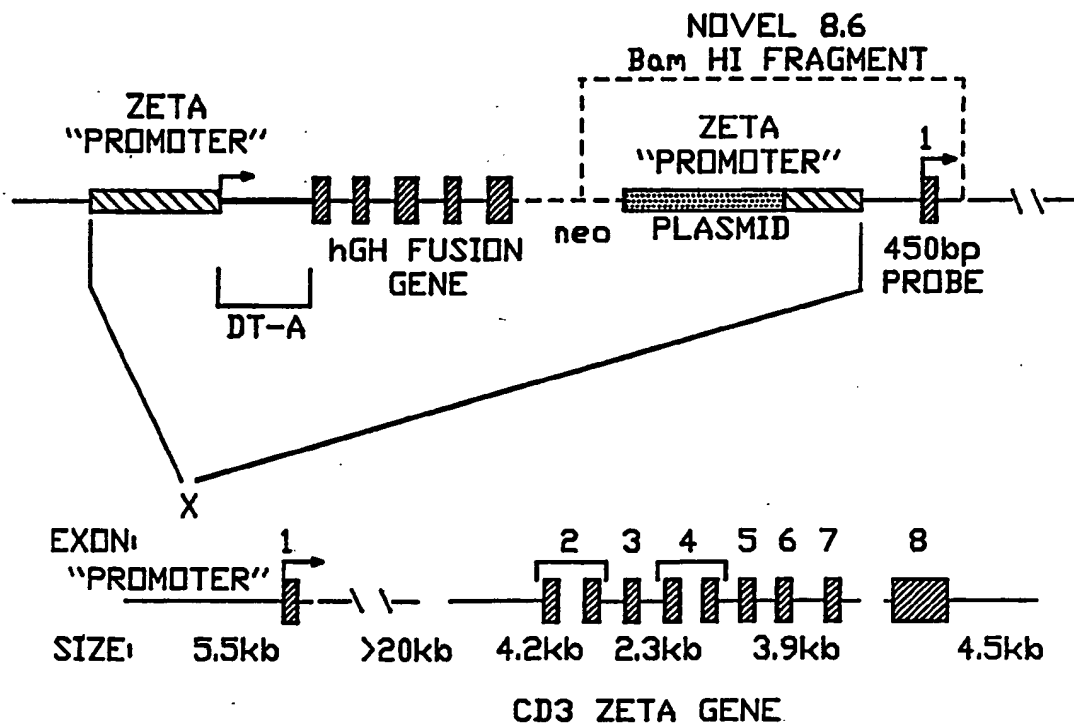 NOVEL 8.6
Bam HI FRAGMENT
ZETA
"PROMOTER"
ZETA
"PROMOTER"
1
hGH FUSION
GENE
neo
PLASMID
450bp
PROBE
DT-A
X
EXON:
1
2
3
4
5
6
7
8
"PROMOTER"
SIZE:
5.5kb
>20kb
4.2kb
2.3kb
3.9kb
4.5kb
CD3 ZETA GENE